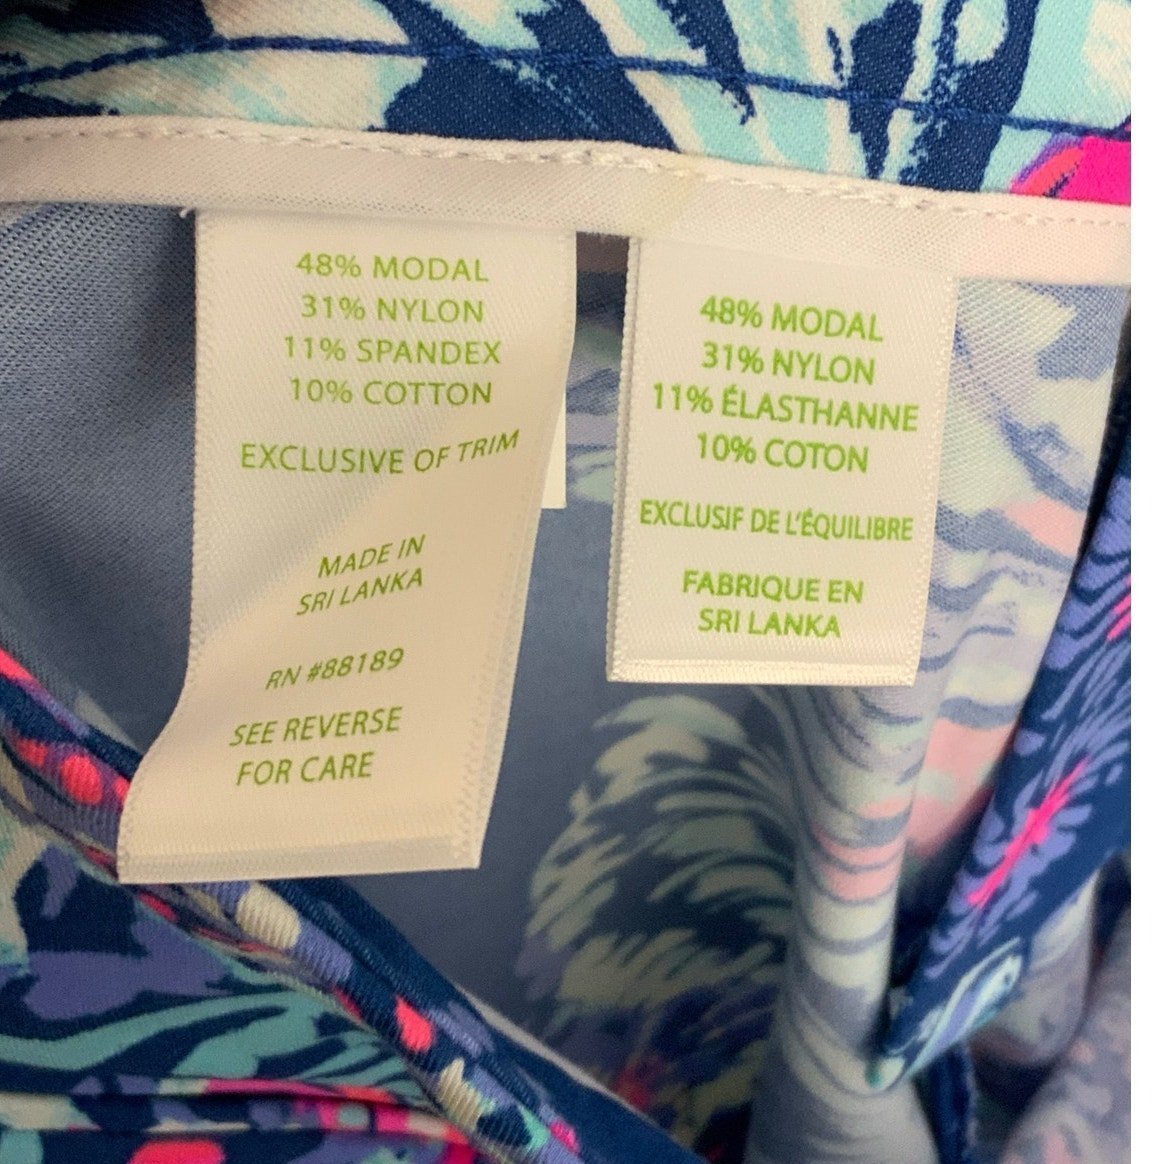 48% MODAL
31% NYLON
11% SPANDEX
10% COTTON
EXCLUSIVE OF TRIM
MADE IN
SRI LANKA
RN #88189
SEE REVERSE
FOR CARE
48% MODAL
31% NYLON
11% ÉLASTHANNE
10% COTON
EXCLUSIF DE L'ÉQUILIBRE
FABRIQUE EN
SRI LANKA